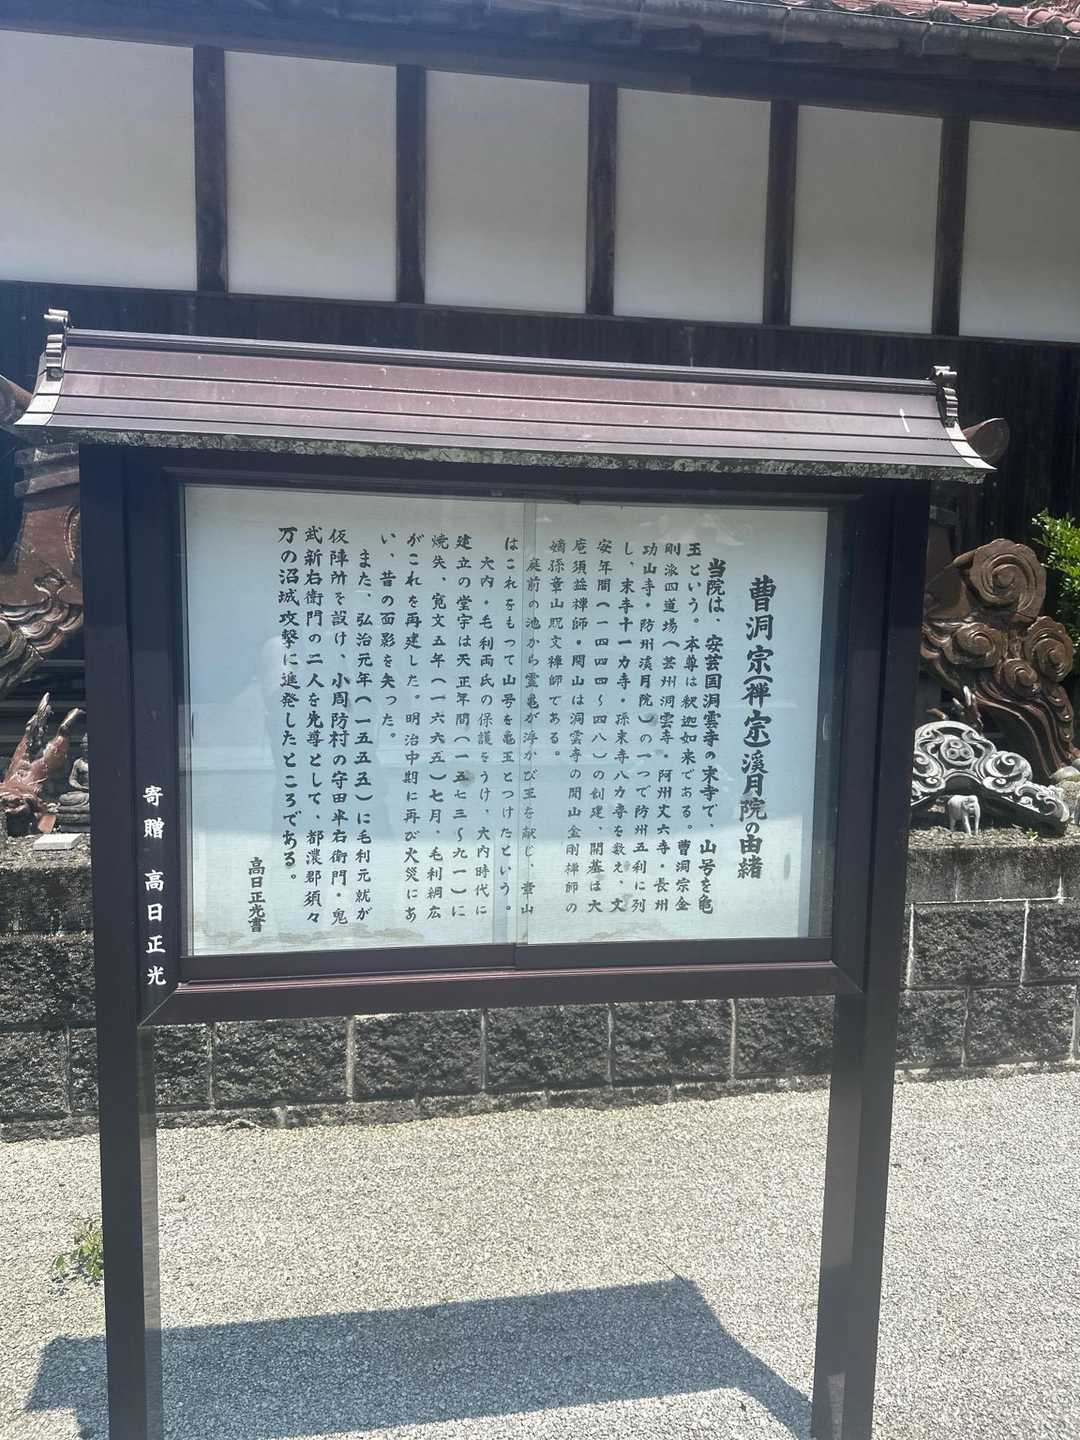 曹洞宗(禅宗)溪月院の由緒
当院は、安芸国洞雲寺の末寺で、山号を亀
玉という。本尊は釈迦如来である。曹洞宗金
剛派四道場(芸州洞雲寺・阿州丈六寺・長州
功山寺・防州溪月院)の一つで防州五利に列
し、末寺十一カ寺・孫末寺八カ寺を数え、文
安年間(一四四四〜四八)の創建、開基は大
庵須益禅師・開山は洞雲寺の開山金剛禅師の
嫡孫章山禅師である。
庭前の池から霊亀が浮かび玉を献じ、章山
はこれをもつて山号を亀玉とつけたという。
大内・毛利両氏の保護をうけ、大内時代に
建立の堂宇は天正年間(一五七三〜九一)に
焼失、寛文五年(一六六五)七月、毛利綱広
がこれを再建した。明治中期に再び火災にあ
い、昔の面影を失った。
また、弘治元年(一五五五)に毛利元就が
仮陣所を設け、小周防村の守田半右衛門・鬼
武新右衛門の二人を先導として、都濃郡須々
万の沼城攻撃に進発したところである。
高日正光書
寄贈 高日正光